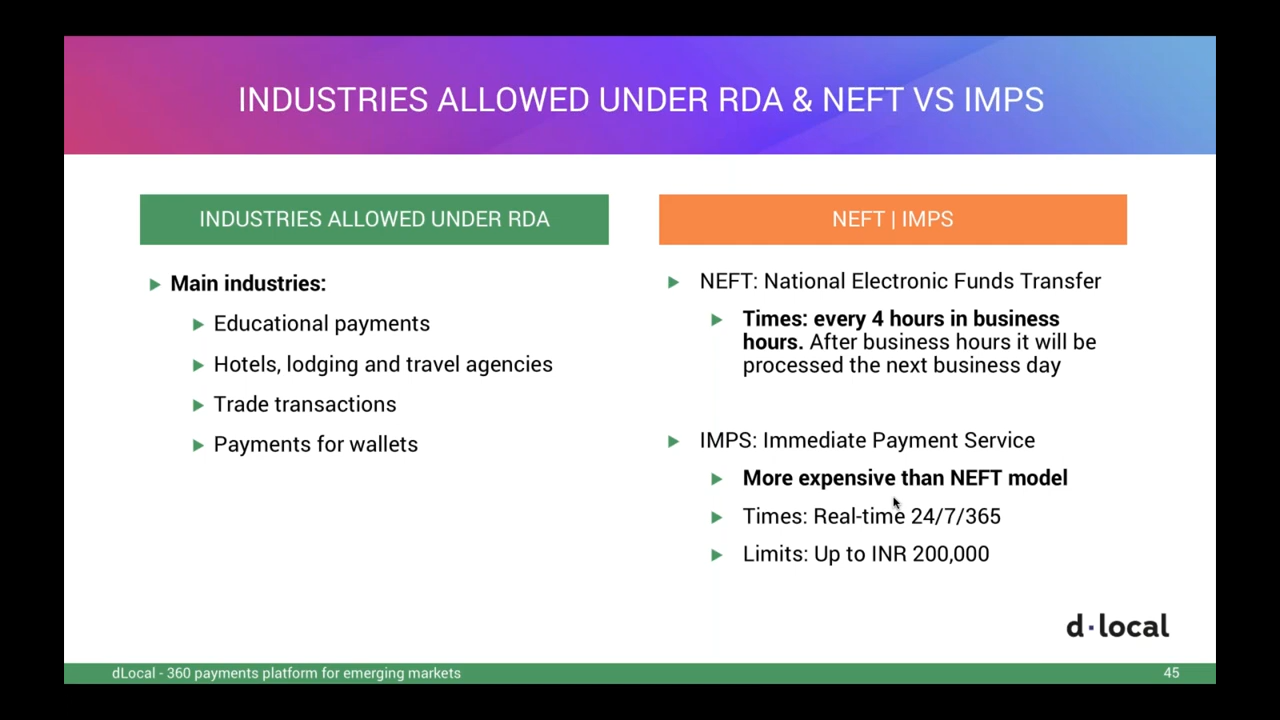 INDUSTRIES ALLOWED UNDER RDA & NEFT VS IMPS
INDUSTRIES ALLOWED UNDER RDA
Main industries:
Educational payments
Hotels, lodging and travel agencies
Trade transactions
Payments for wallets
NEFT | IMPS
NEFT: National Electronic Funds Transfer
Times: every 4 hours in business
hours. After business hours it will be
processed the next business day
IMPS: Immediate Payment Service
More expensive than NEFT model
Times: Real-time 24/7/365
Limits: Up to INR 200,000
d·local
dLocal - 360 payments platform for emerging markets
45